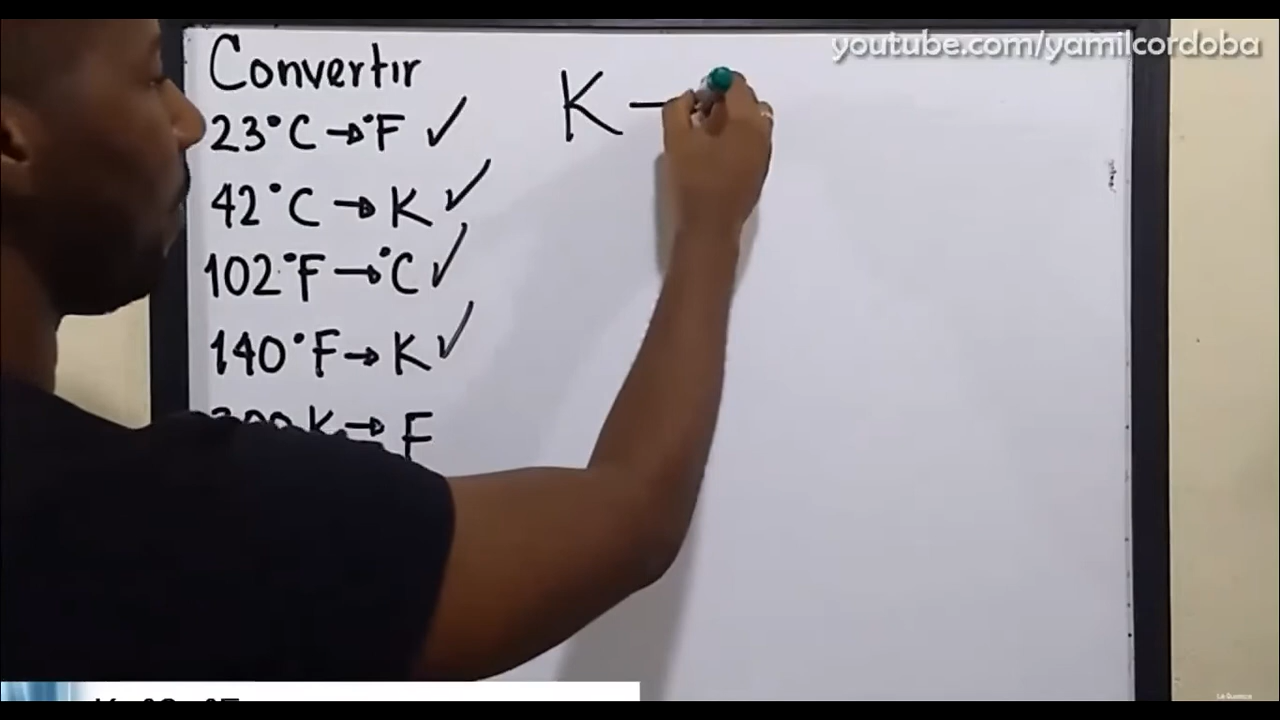 youtube.com/yamilcordoba
Convertir
23°C → °F ✓
42°C → K ✓
102°F → °C ✓
140°F → K ✓
K → F
K –